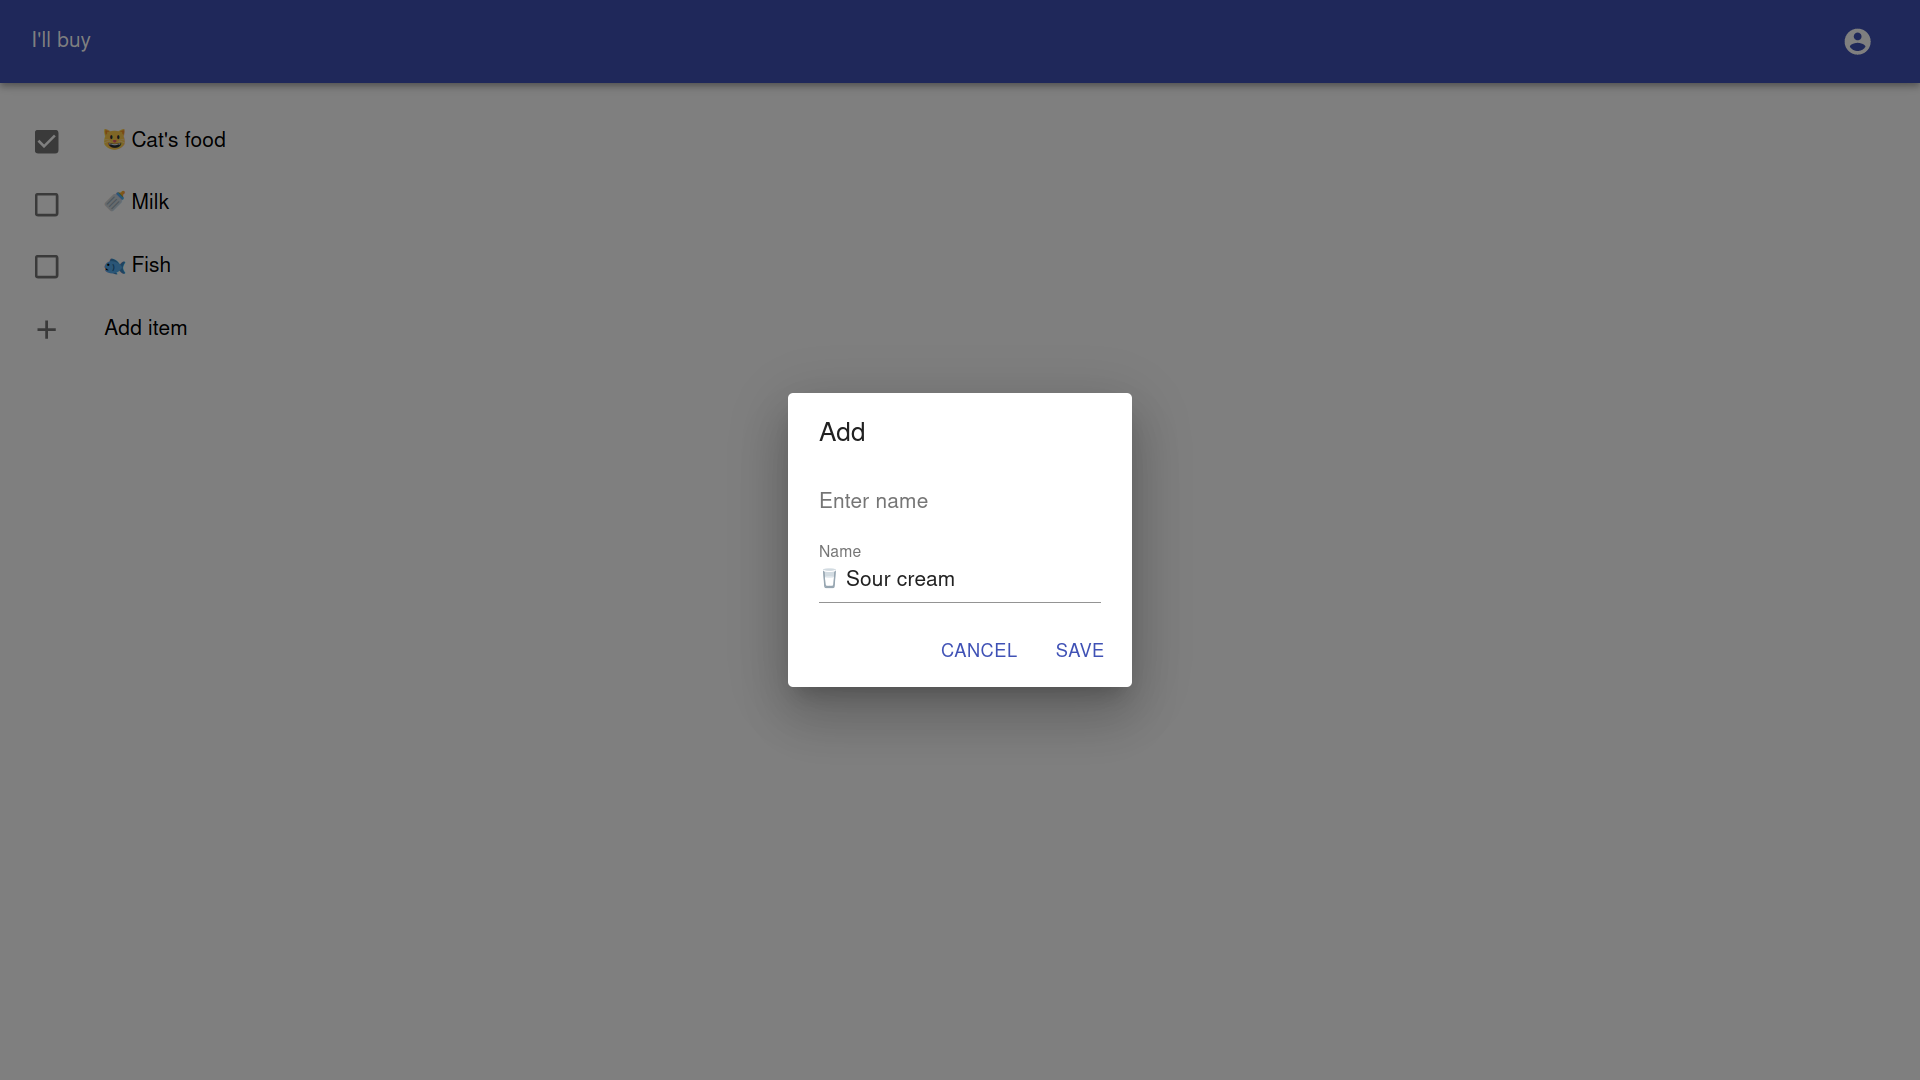 I'll buy
😺 Cat's food
🍼 Milk
🐟 Fish
Add item
Add
Enter name
Name
🥛 Sour cream
CANCEL SAVE